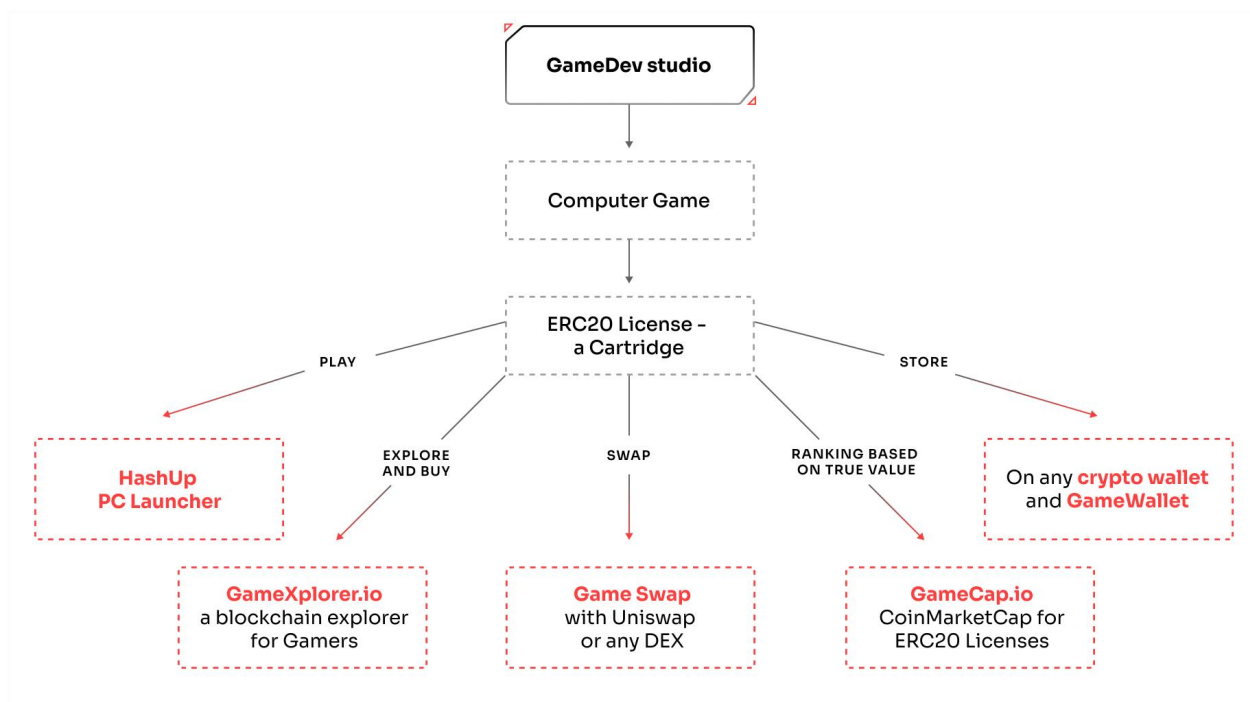 GameDev studio
Computer Game
ERC20 License -
a Cartridge
PLAY
STORE
EXPLORE
AND BUY
SWAP
RANKING BASED
ON TRUE VALUE
HashUp
PC Launcher
On any crypto wallet
and GameWallet
GameXplorer.io
a blockchain explorer
for Gamers
Game Swap
with Uniswap
or any DEX
GameCap.io
CoinMarketCap for
ERC20 Licenses